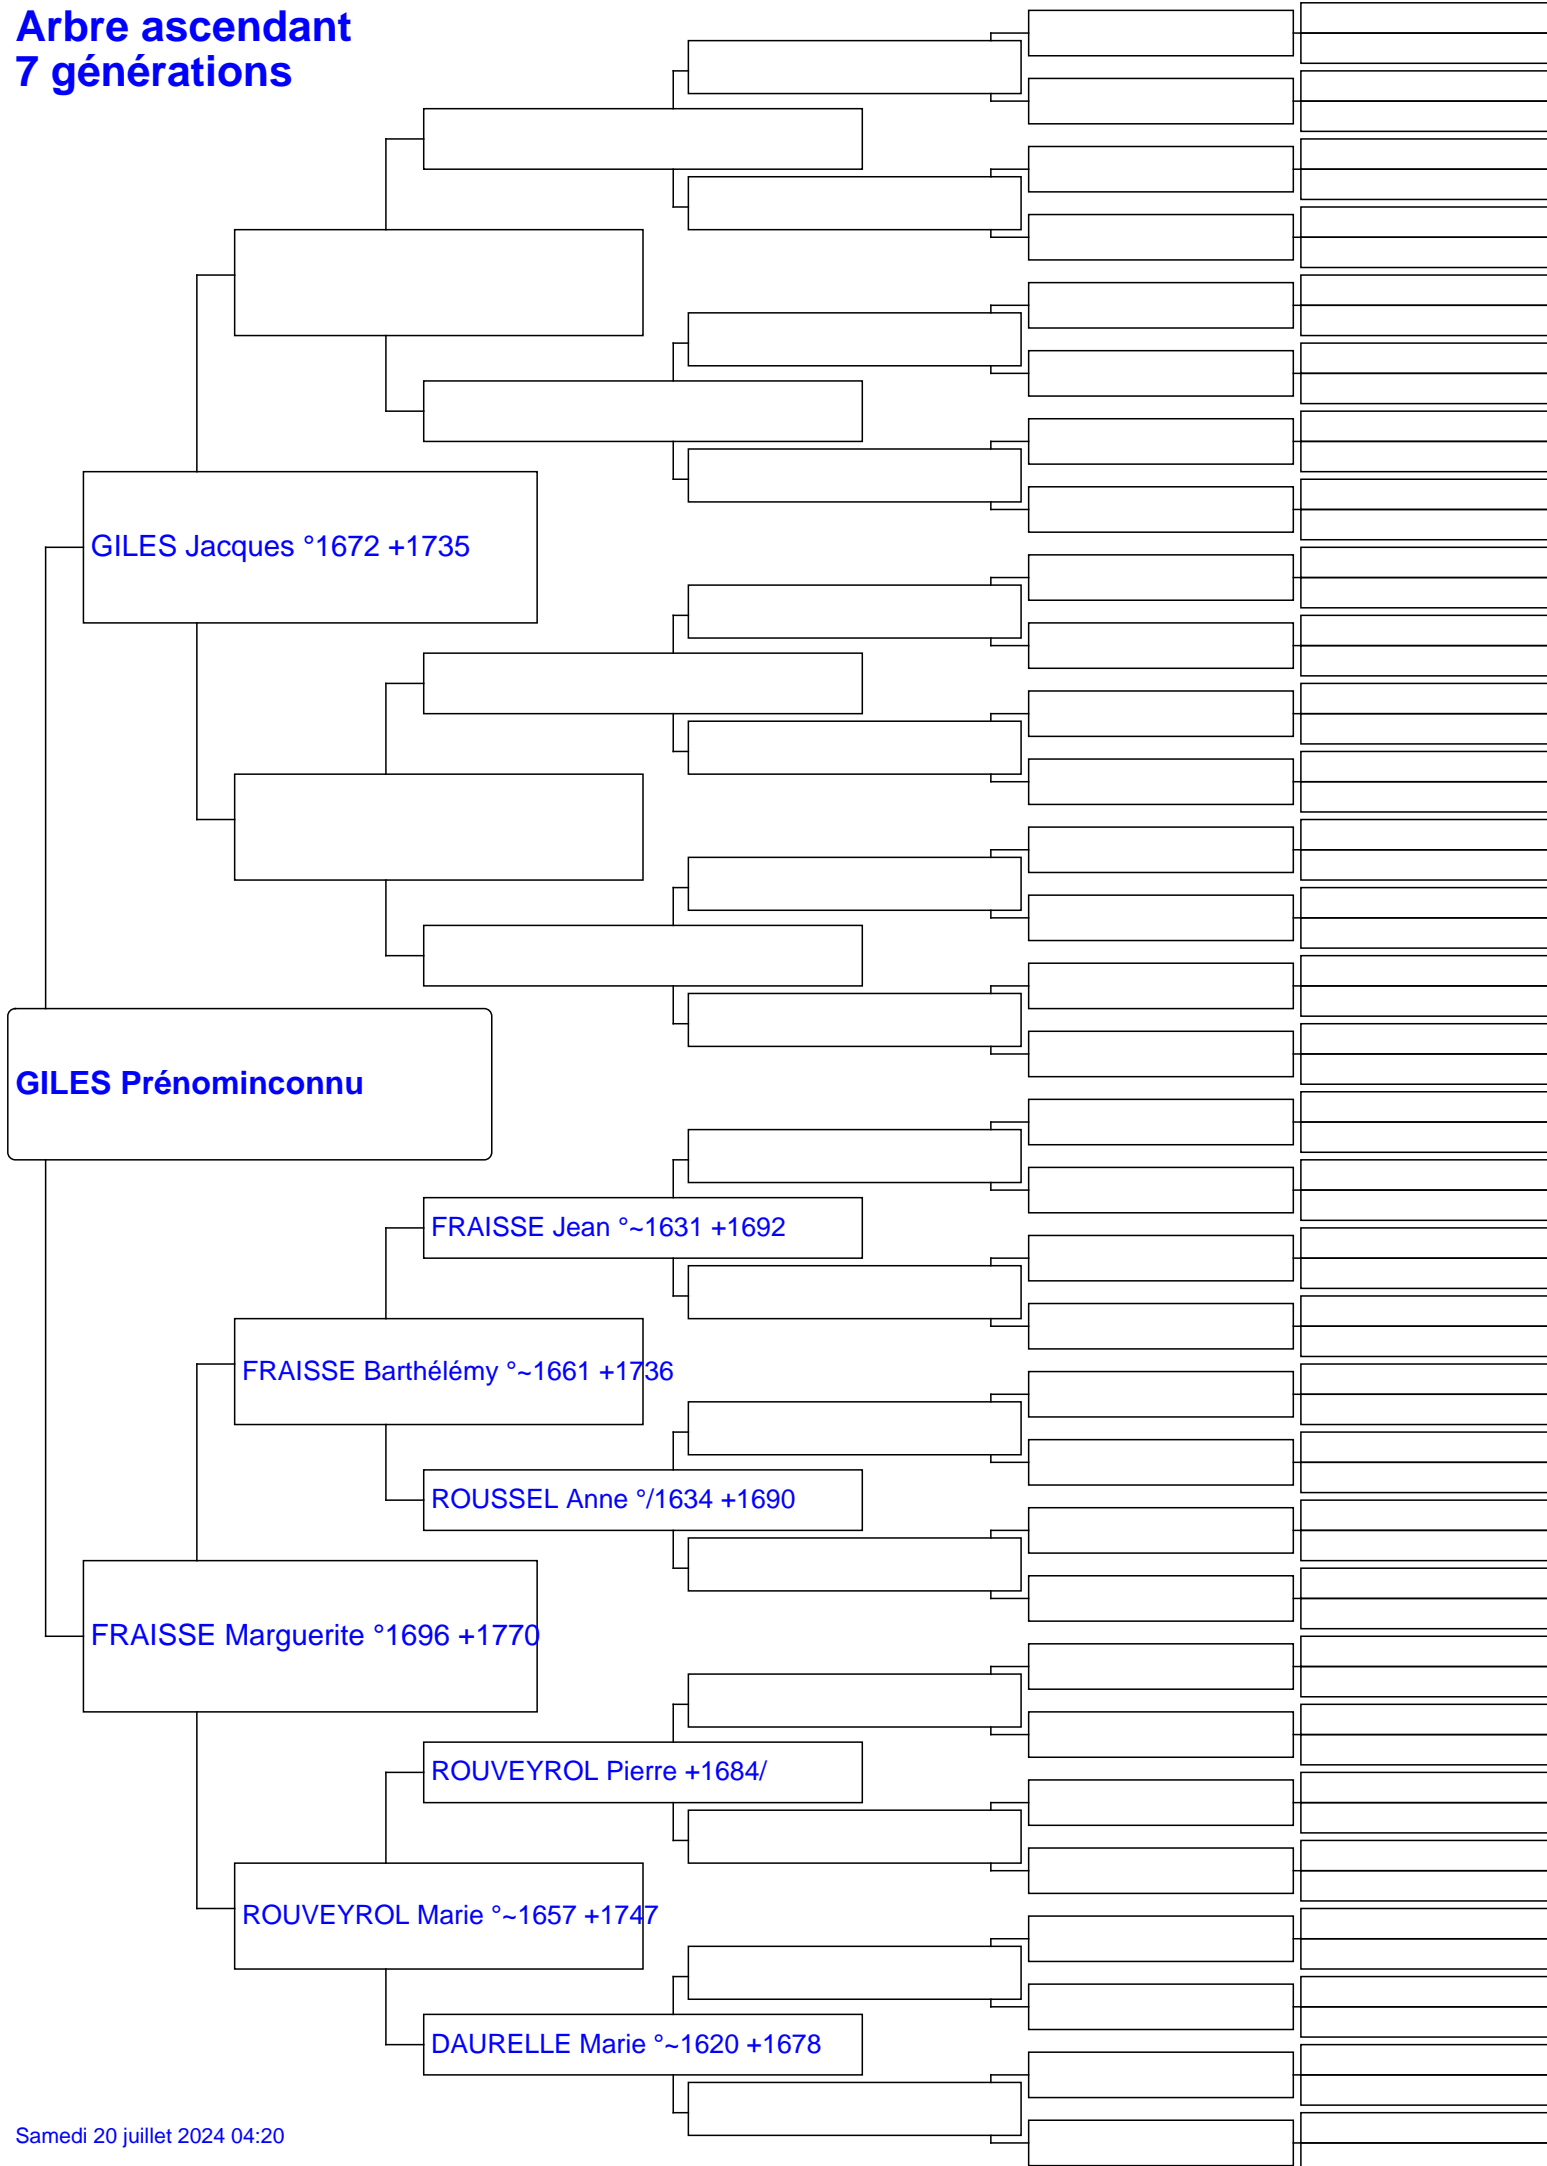 Arbre ascendant
7 générations
GILES Jacques °1672 +1735
GILES Prénominconnu
FRAISSE Jean °~1631 +1692
FRAISSE Barthélémy °~1661 +1736
ROUSSEL Anne °/1634 +1690
FRAISSE Marguerite °1696 +1770
ROUVEYROL Pierre +1684/
ROUVEYROL Marie °~1657 +1747
DAURELLE Marie °~1620 +1678
Samedi 20 juillet 2024 04:20